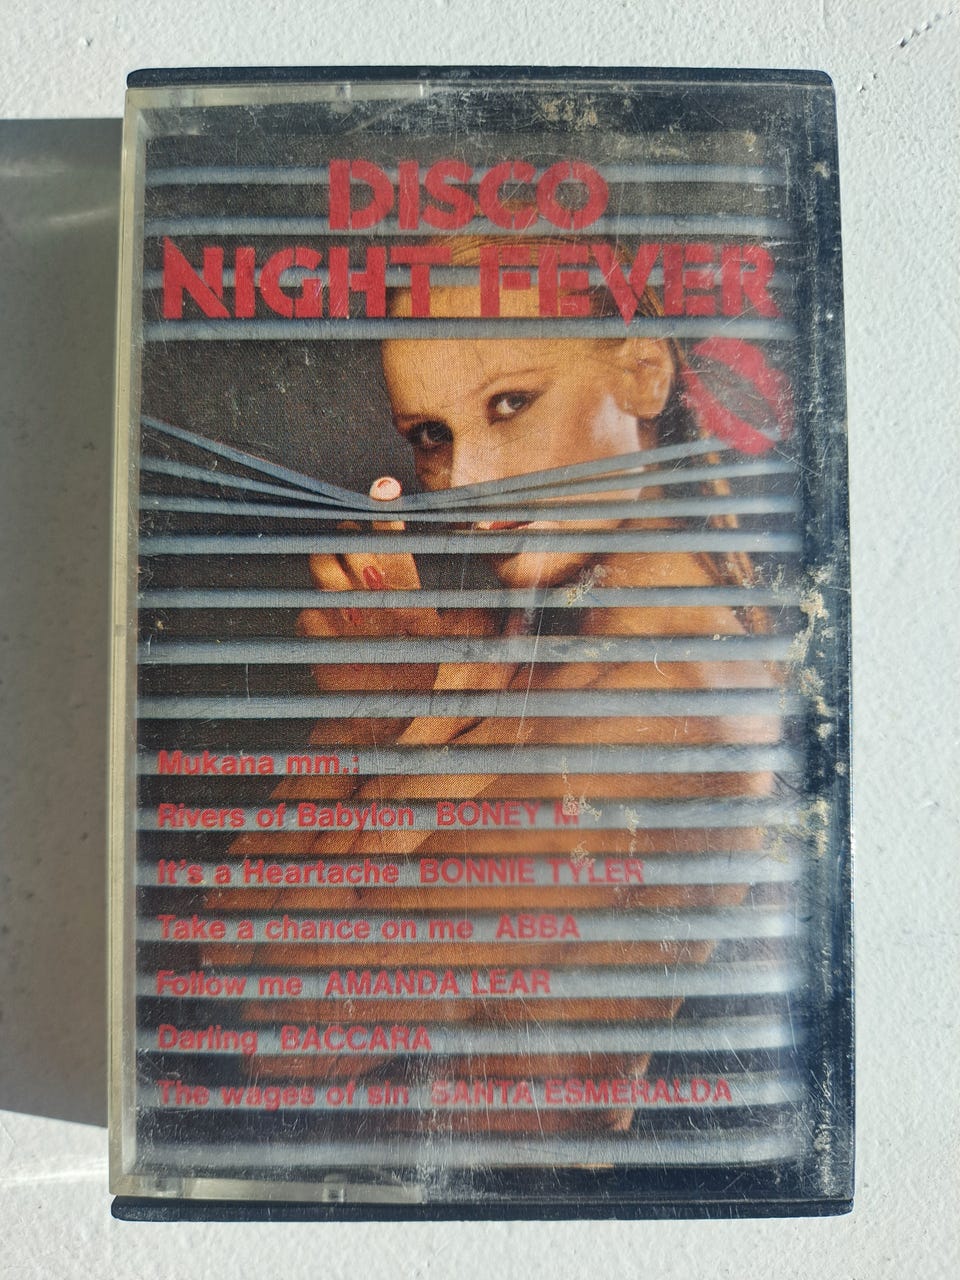 DISCO
NIGHT FEVER
Mukana mm.:
Rivers of Babylon BONEY M
It's a Heartache BONNIE TYLER
Take a chance on me ABBA
Follow me AMANDA LEAR
Darling BACCARA
The wages of sin SANTA ESMERALDA